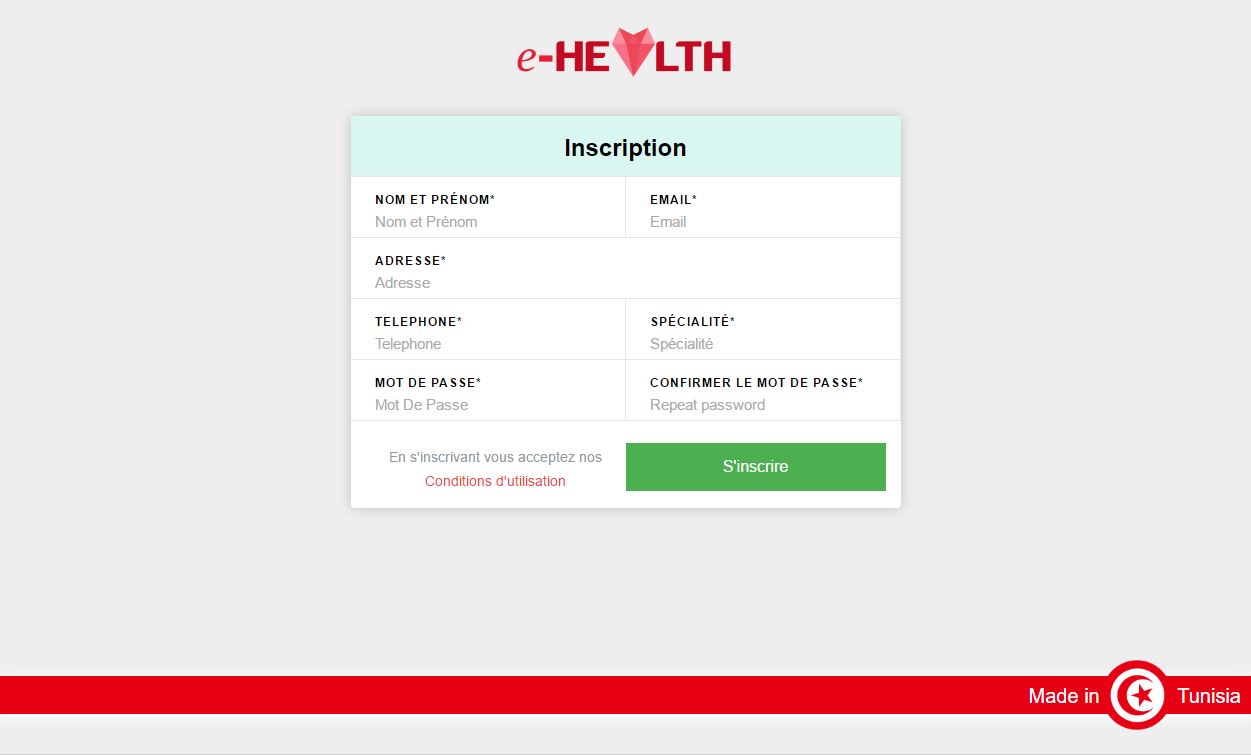 e-HEALTH
Inscription
NOM ET PRÉNOM* EMAIL*
Nom et Prénom Email
ADRESSE*
Adresse
TELEPHONE* SPÉCIALITÉ*
Telephone Spécialité
MOT DE PASSE* CONFIRMER LE MOT DE PASSE*
Mot De Passe Repeat password
En s'inscrivant vous acceptez nos
Conditions d'utilisation
S'inscrire
Made in Tunisia